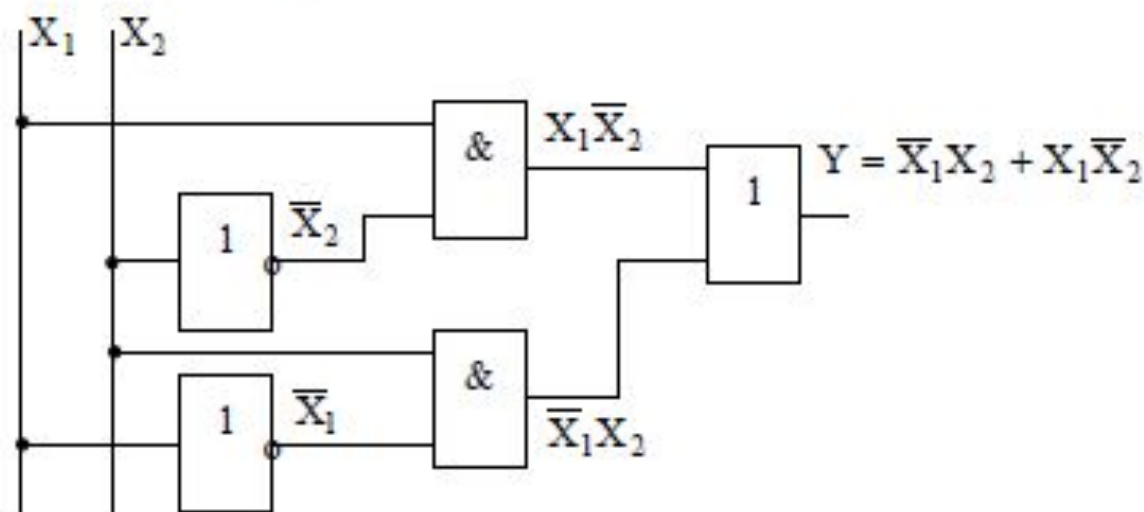 X₁ X₂
& X₁X̅₂
1 Y = X̅₁X₂ + X₁X̅₂
1 X̅₂
&
1 X̅₁
X̅₁X₂